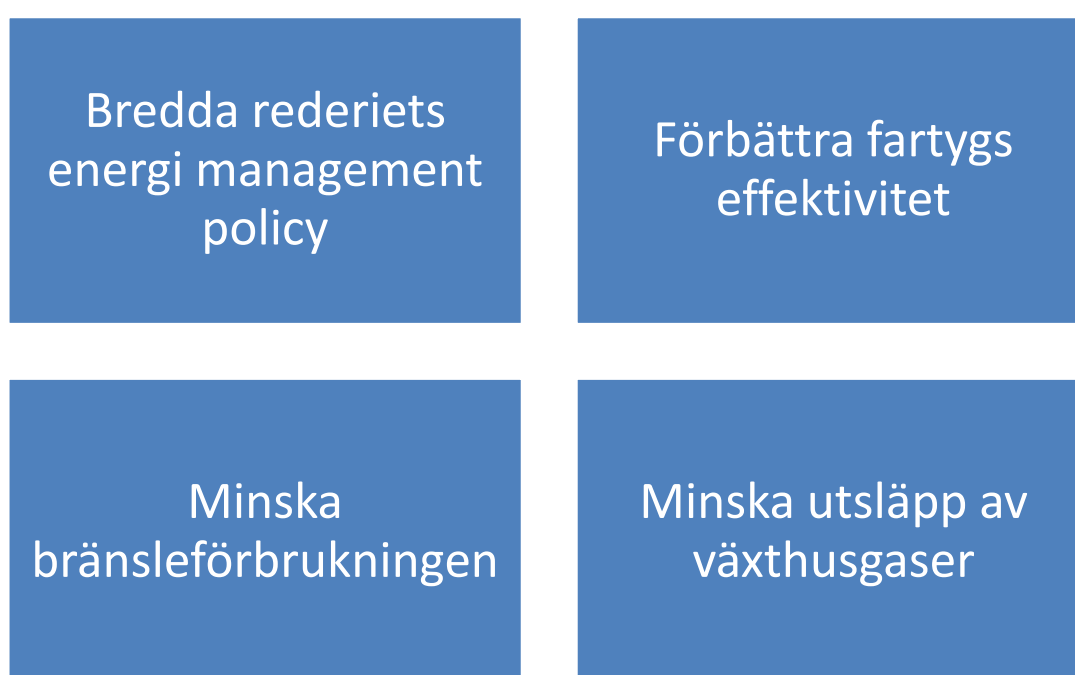 Bredda rederiets
energi management
policy
Förbättra fartygs
effektivitet
Minska
bränsleförbrukningen
Minska utsläpp av
växthusgaser